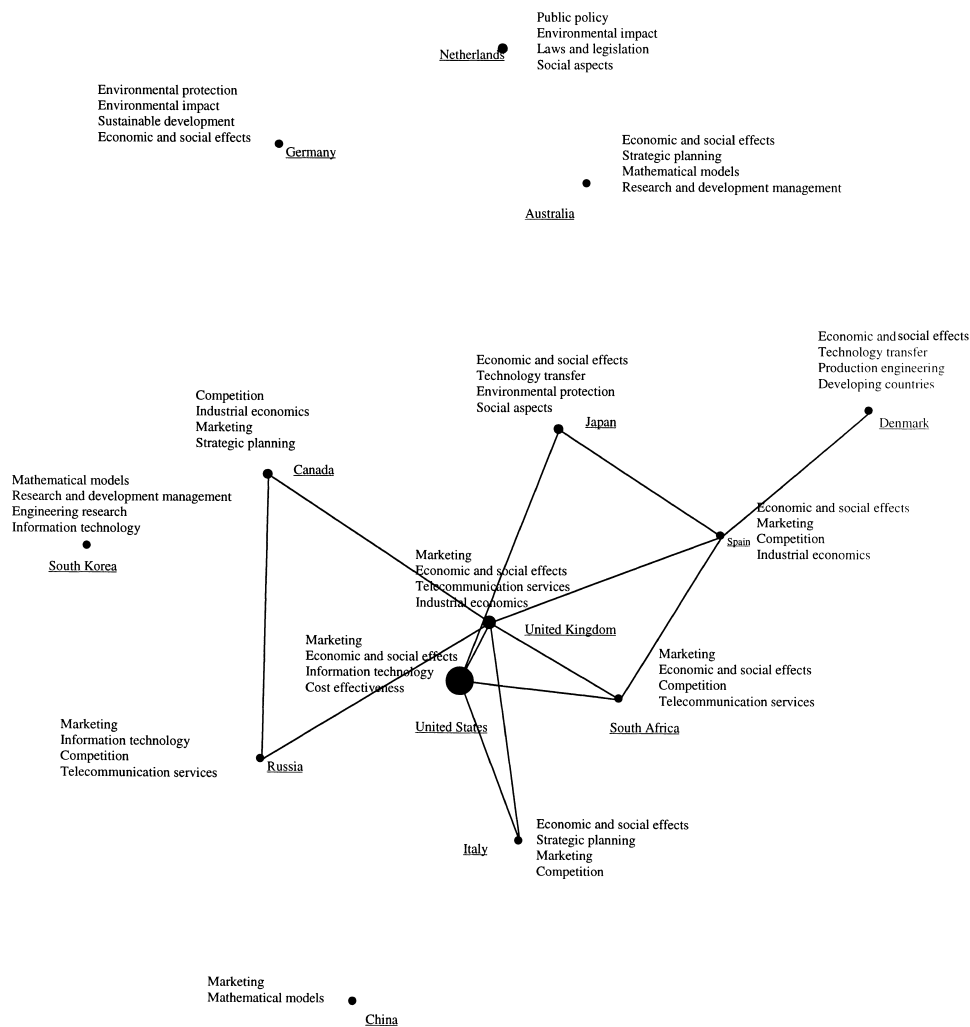 Public policy
Environmental impact
Laws and legislation
Social aspects
Netherlands
Environmental protection
Environmental impact
Sustainable development
Economic and social effects
Germany
Economic and social effects
Strategic planning
Mathematical models
Research and development management
Australia
Economic and social effects
Technology transfer
Production engineering
Developing countries
Denmark
Economic and social effects
Technology transfer
Environmental protection
Social aspects
Japan
Competition
Industrial economics
Marketing
Strategic planning
Canada
Mathematical models
Research and development management
Engineering research
Information technology
South Korea
Economic and social effects
Marketing
Competition
Industrial economics
Spain
Marketing
Economic and social effects
Telecommunication services
Industrial economics
United Kingdom
Marketing
Economic and social effects
Information technology
Cost effectiveness
United States
Marketing
Economic and social effects
Competition
Telecommunication services
South Africa
Marketing
Information technology
Competition
Telecommunication services
Russia
Economic and social effects
Strategic planning
Marketing
Competition
Italy
Marketing
Mathematical models
China